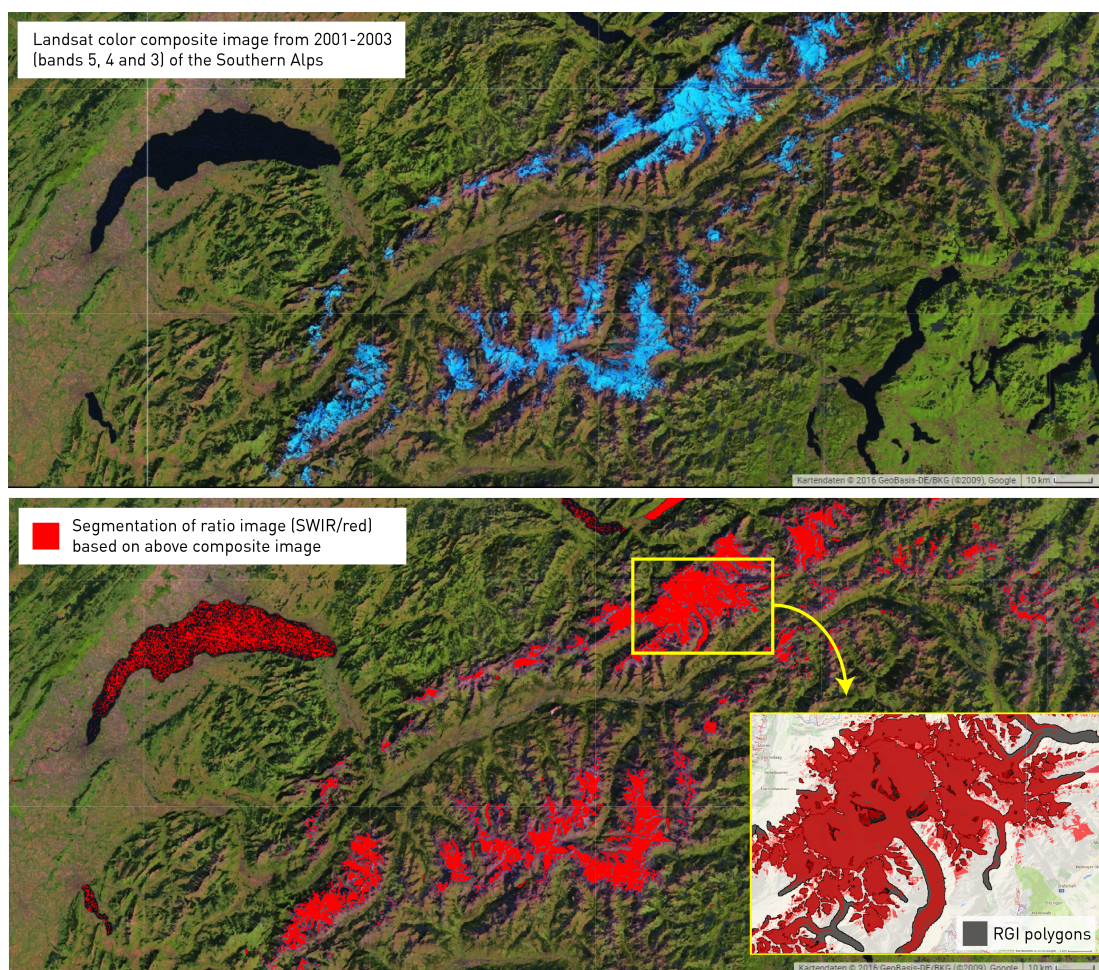 Landsat color composite image from 2001-2003
(bands 5, 4 and 3) of the Southern Alps
Kartendaten © 2016 GeoBasis-DE/BKG (©2009), Google 10 km
Segmentation of ratio image (SWIR/red)
based on above composite image
RGI polygons
Kartendaten © 2016 GeoBasis-DE/BKG (©2009), Google 10 km